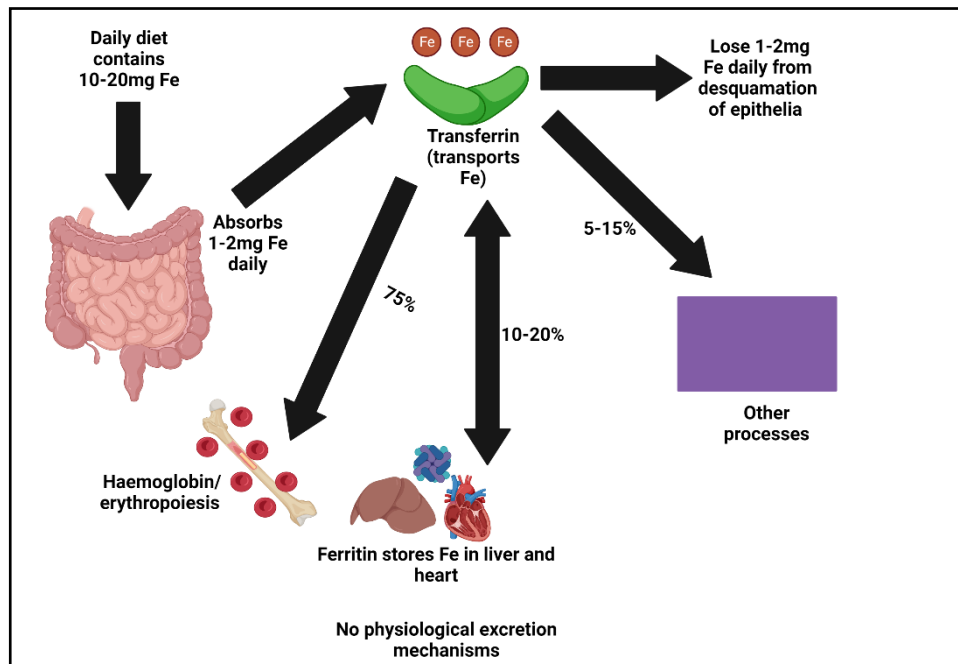 Daily diet
contains
10-20mg Fe
Fe Fe Fe
Lose 1-2mg
Fe daily from
desquamation
of epithelia
Transferrin
(transports
Fe)
Absorbs
1-2mg Fe
daily
5-15%
75%
10-20%
Other
processes
Haemoglobin/
erythropoiesis
Ferritin stores Fe in liver and
heart
No physiological excretion
mechanisms